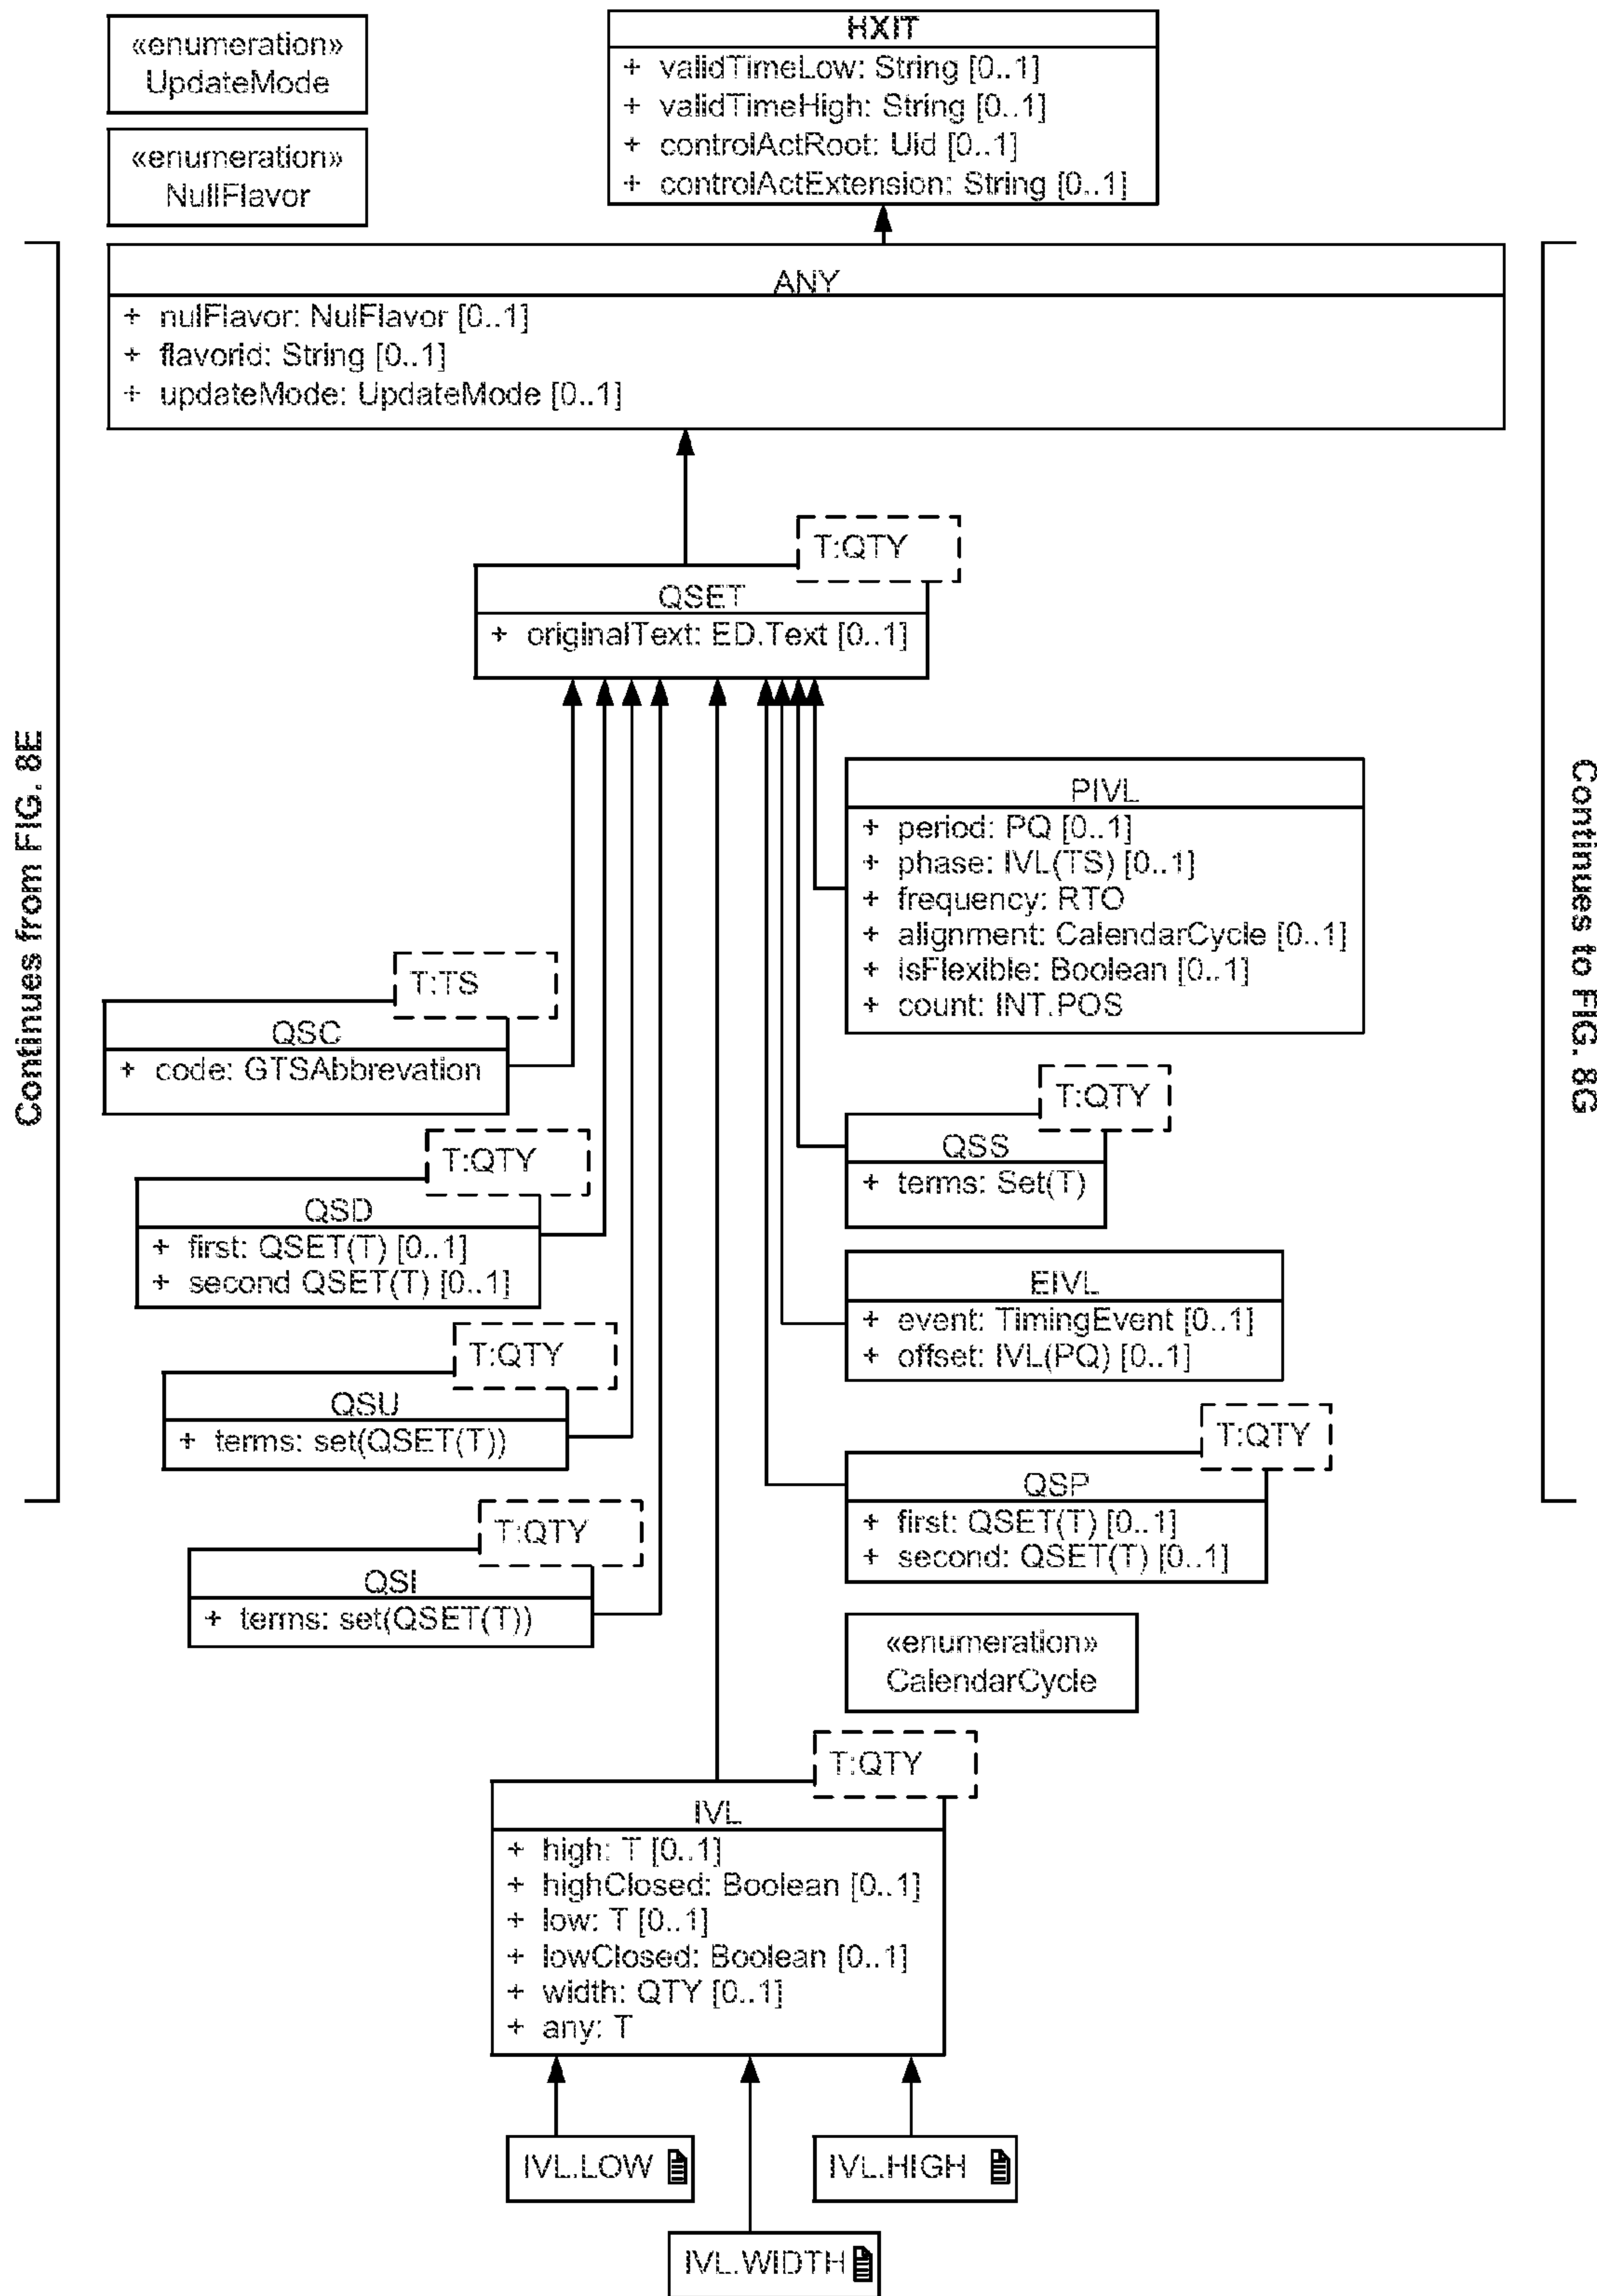 «enumeration»
UpdateMode
«enumeration»
NullFlavor
HXIT
+ validTimeLow: String [0..1]
+ validTimeHigh: String [0..1]
+ controlActRoot: Uid [0..1]
+ controlActExtension: String [0..1]
Continues from FIG. 8E
ANY
+ nulFlavor: NulFlavor [0..1]
+ flavorid: String [0..1]
+ updateMode: UpdateMode [0..1]
Continues to FIG. 8G
T:QTY
QSET
+ originalText: ED.Text [0..1]
PIVL
+ period: PQ [0..1]
+ phase: IVL(TS) [0..1]
+ frequency: RTO
+ alignment: CalendarCycle [0..1]
+ isFlexible: Boolean [0..1]
+ count: INT.POS
T:TS
QSC
+ code: GTSAbbrevation
T:QTY
QSS
+ terms: Set(T)
T:QTY
QSD
+ first: QSET(T) [0..1]
+ second QSET(T) [0..1]
EIVL
+ event: TimingEvent [0..1]
+ offset: IVL(PQ) [0..1]
T:QTY
QSU
+ terms: set(QSET(T))
T:QTY
QSP
+ first: QSET(T) [0..1]
+ second: QSET(T) [0..1]
T:QTY
QSI
+ terms: set(QSET(T))
«enumeration»
CalendarCycle
T:QTY
IVL
+ high: T [0..1]
+ highClosed: Boolean [0..1]
+ low: T [0..1]
+ lowClosed: Boolean [0..1]
+ width: QTY [0..1]
+ any: T
IVL.LOW
IVL.HIGH
IVL.WIDTH